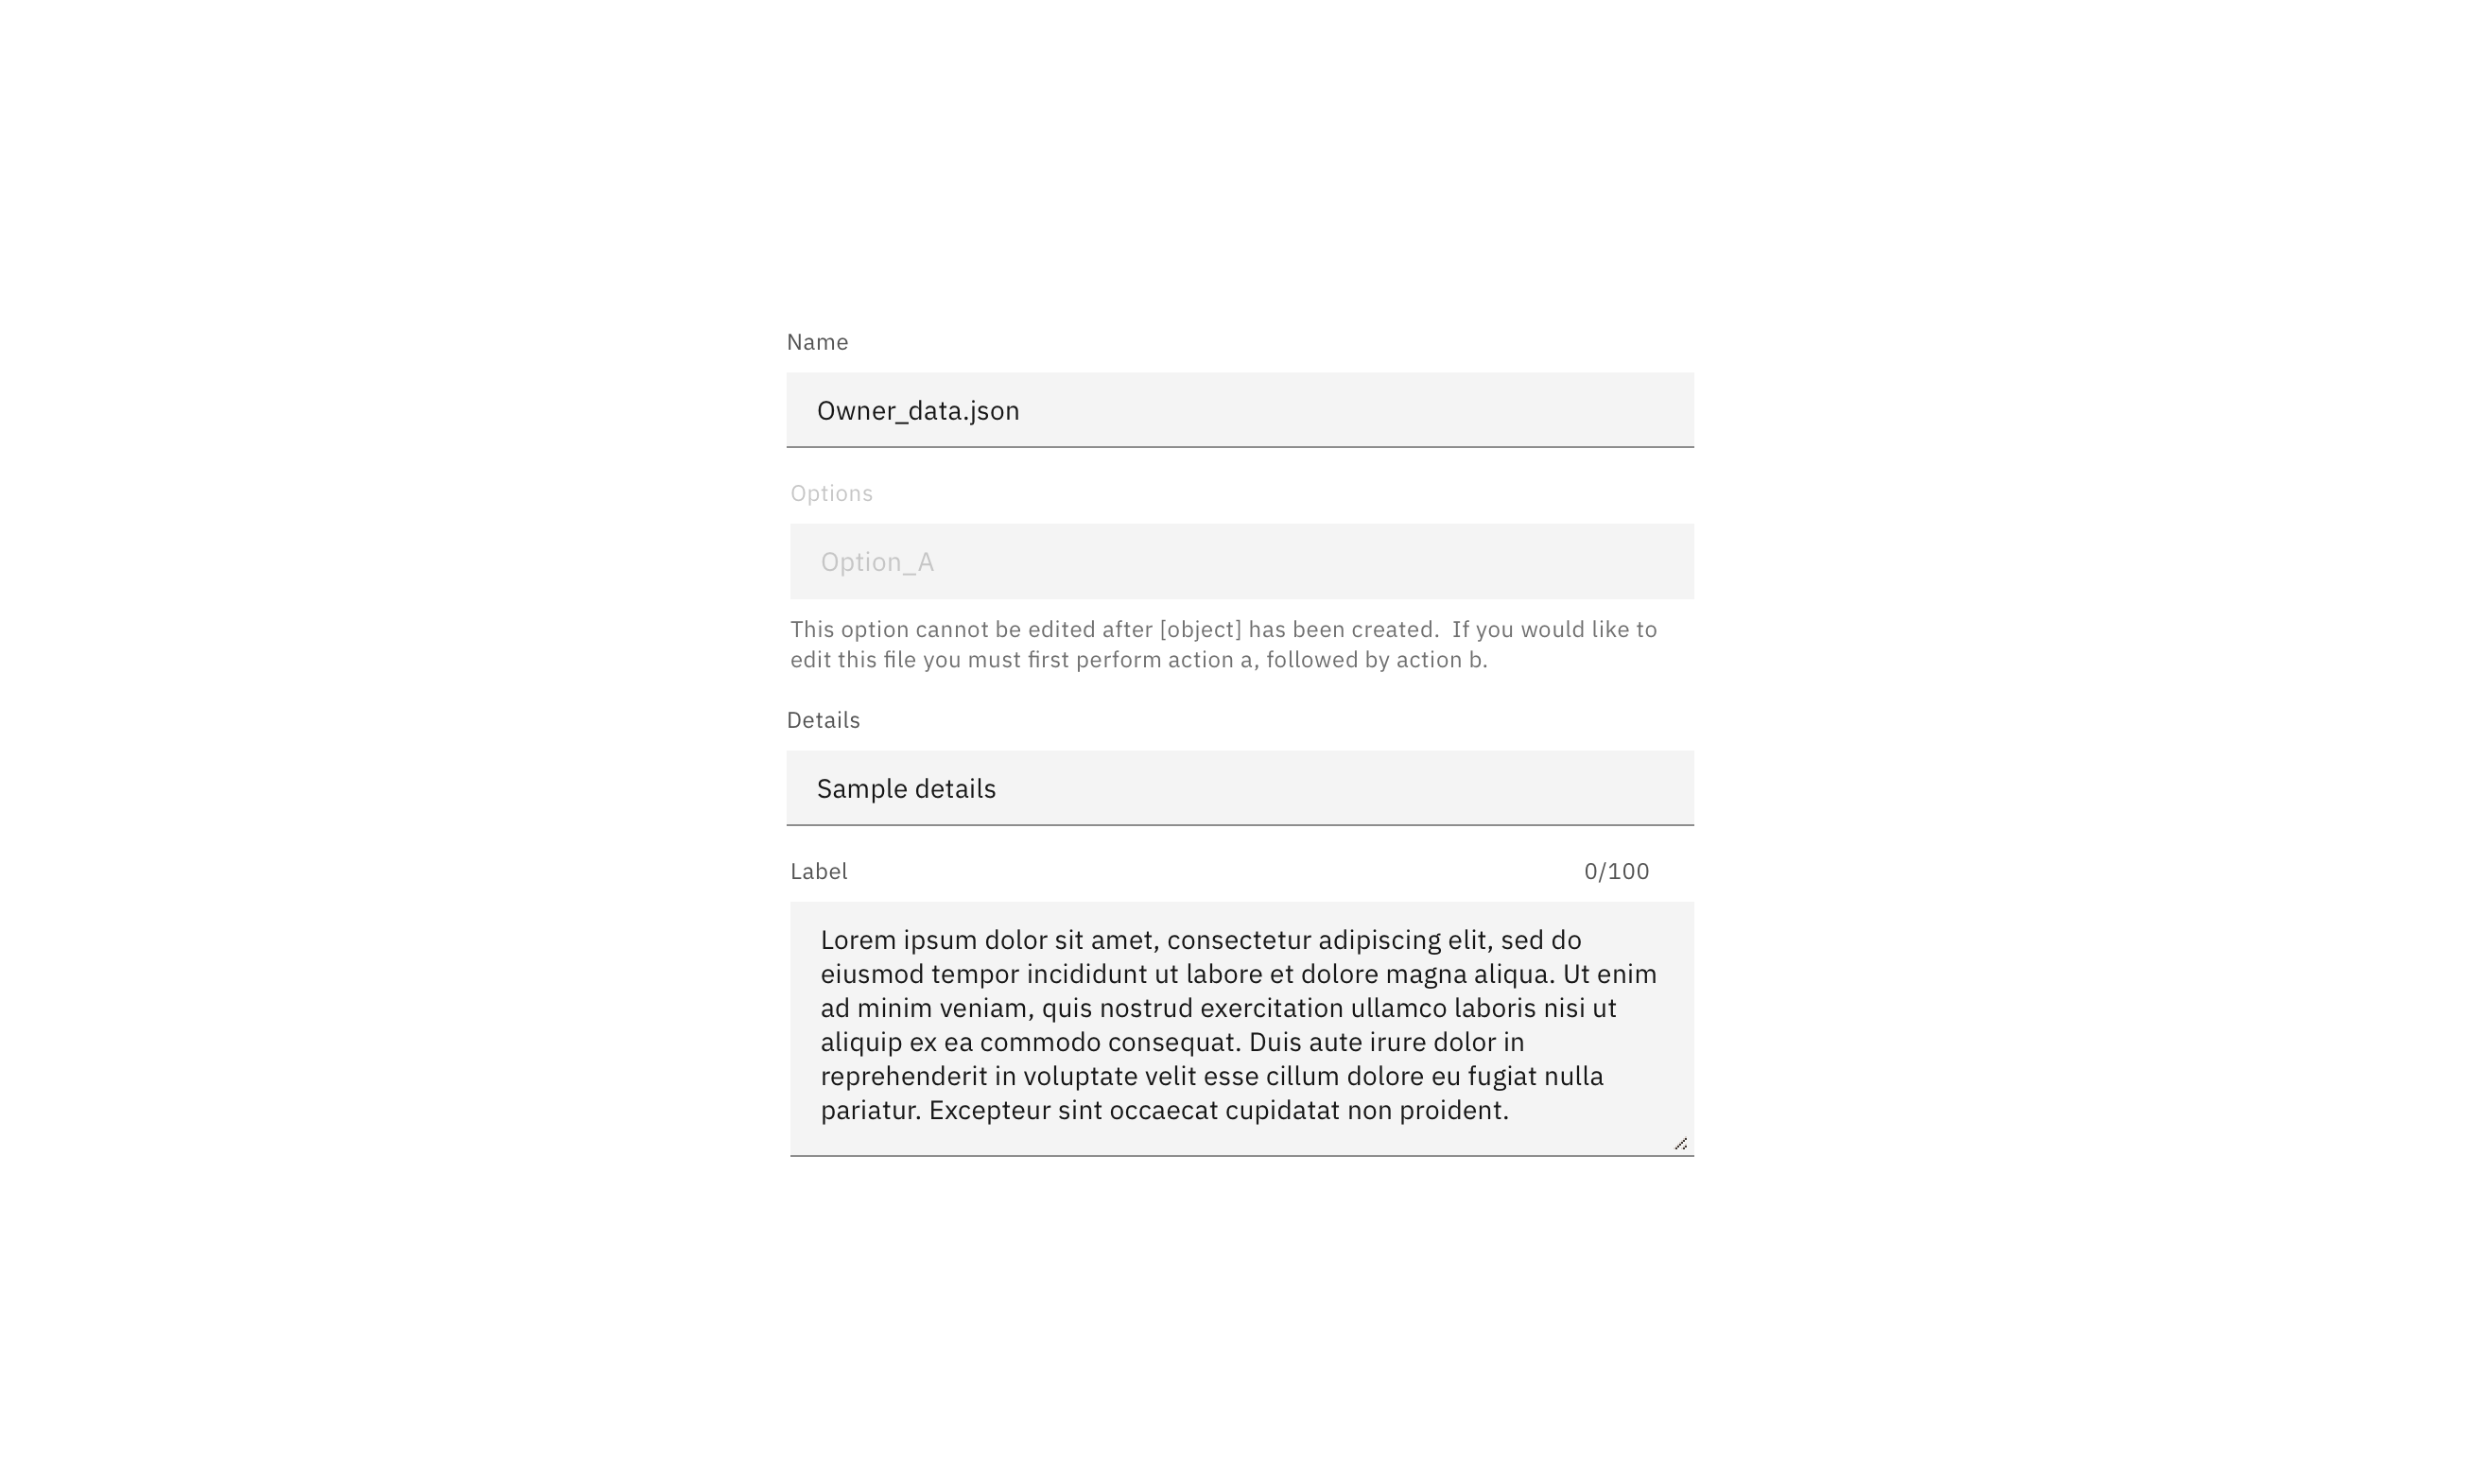 Name
Owner_data.json
Options
Option_A
This option cannot be edited after [object] has been created.  If you would like to
edit this file you must first perform action a, followed by action b.
Details
Sample details
Label 0/100
Lorem ipsum dolor sit amet, consectetur adipiscing elit, sed do
eiusmod tempor incididunt ut labore et dolore magna aliqua. Ut enim
ad minim veniam, quis nostrud exercitation ullamco laboris nisi ut
aliquip ex ea commodo consequat. Duis aute irure dolor in
reprehenderit in voluptate velit esse cillum dolore eu fugiat nulla
pariatur. Excepteur sint occaecat cupidatat non proident.